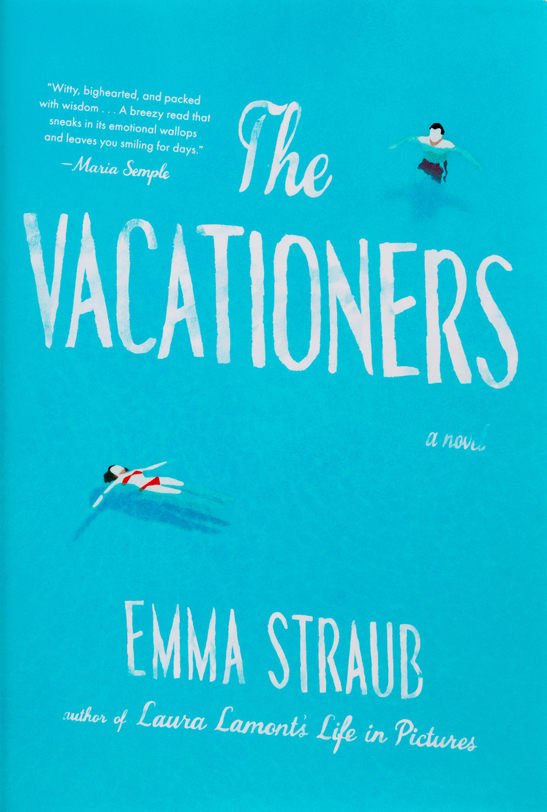 "Witty, bighearted, and packed
with wisdom . . . A breezy read that
sneaks in its emotional wallops
and leaves you smiling for days."
—Maria Semple
The
VACATIONERS
a novel
EMMA STRAUB
author of Laura Lamont's Life in Pictures